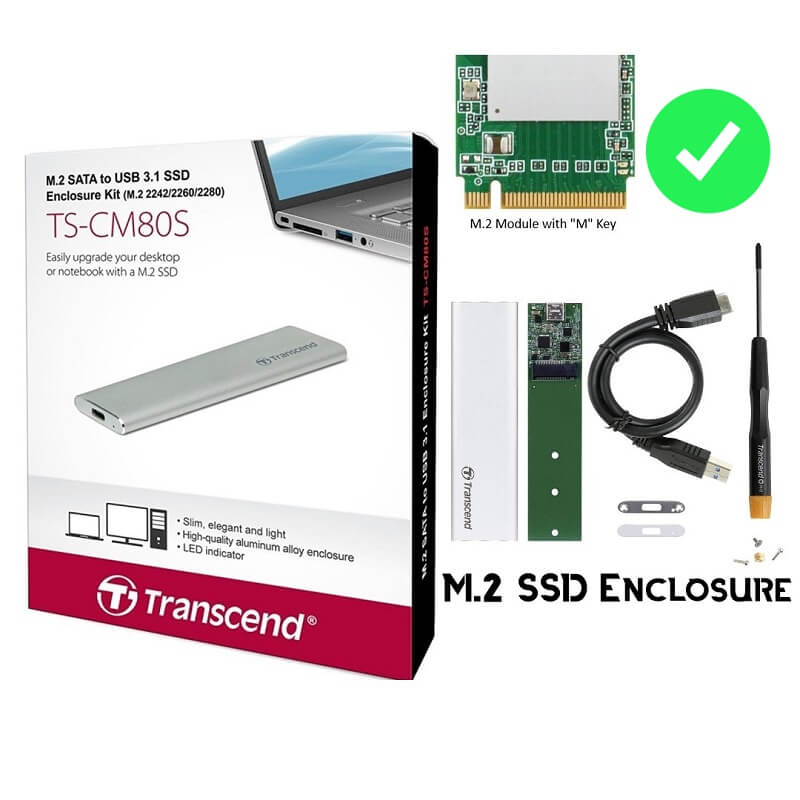 M.2 SATA to USB 3.1 SSD
Enclosure Kit (M.2 2242/2260/2280)
TS-CM80S
Easily upgrade your desktop
or notebook with a M.2 SSD
Transcend
• Slim, elegant and light
• High-quality aluminum alloy enclosure
• LED indicator
Transcend®
M.2 SATA to USB 3.1 Enclosure Kit TS-CM80S
M.2 Module with "M" Key
Transcend
Transcend
M.2 SSD ENCLOSURE